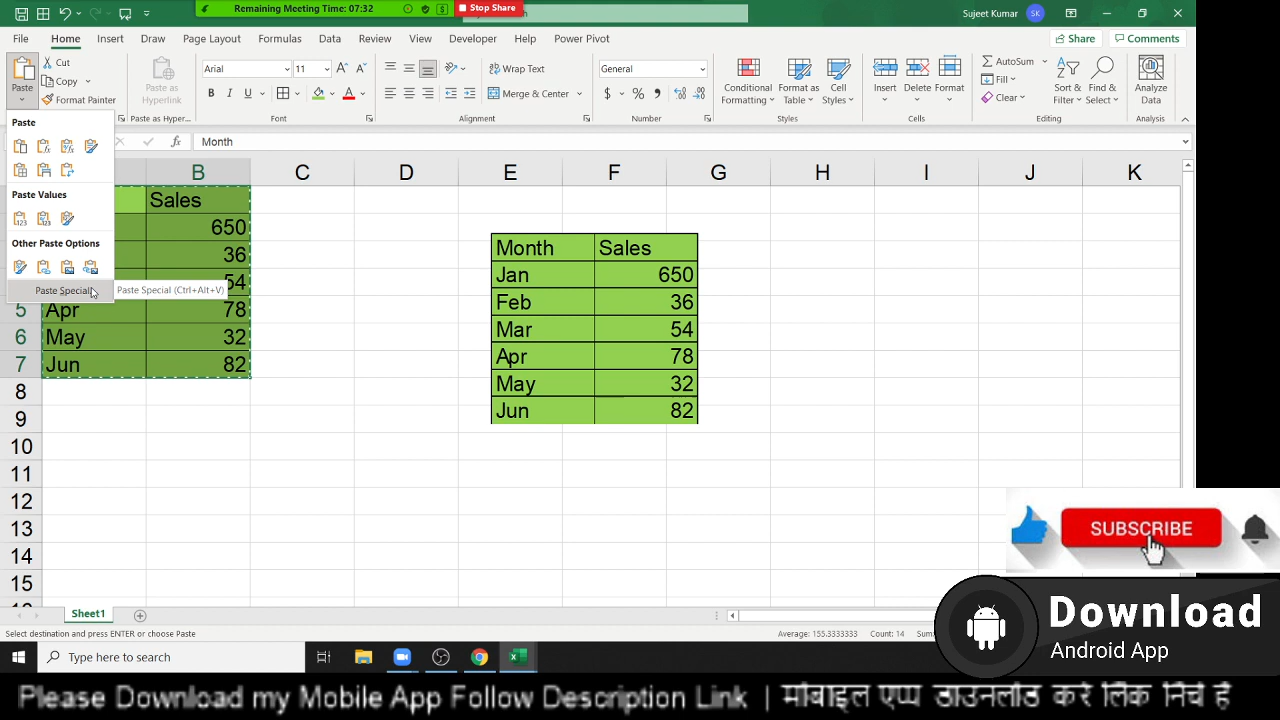 Remaining Meeting Time: 07:32
Stop Share
Sujeet Kumar SK
File Home Insert Draw Page Layout Formulas Data Review View Developer Help Power Pivot Share Comments
Paste Cut Copy Format Painter
Paste as Hyperlink
Arial 11
B I U
Wrap Text
Merge & Center
General
$ % 9
Conditional Formatting Format as Table Cell Styles
Insert Delete Format
AutoSum Fill Clear
Sort & Filter Find & Select
Analyze Data
Paste as Hyper... Font Alignment Number Styles Cells Editing Analysis
Paste
Paste Values
Other Paste Options
Paste Special
Paste Special (Ctrl+Alt+V)
fx Month
B C D E F G H I J K
Sales
650
36
54
5 Apr 78
6 May 32
7 Jun 82
8
9
10
11
12
13
14
15
Month Sales
Jan 650
Feb 36
Mar 54
Apr 78
May 32
Jun 82
SUBSCRIBE
Download
Android App
Sheet1
Select destination and press ENTER or choose Paste
Average: 155.3333333 Count: 14 Sum:
Type here to search
Please Download my Mobile App Follow Description Link | मोबाइल एप्प डाउनलोड करे लिंक निचे है